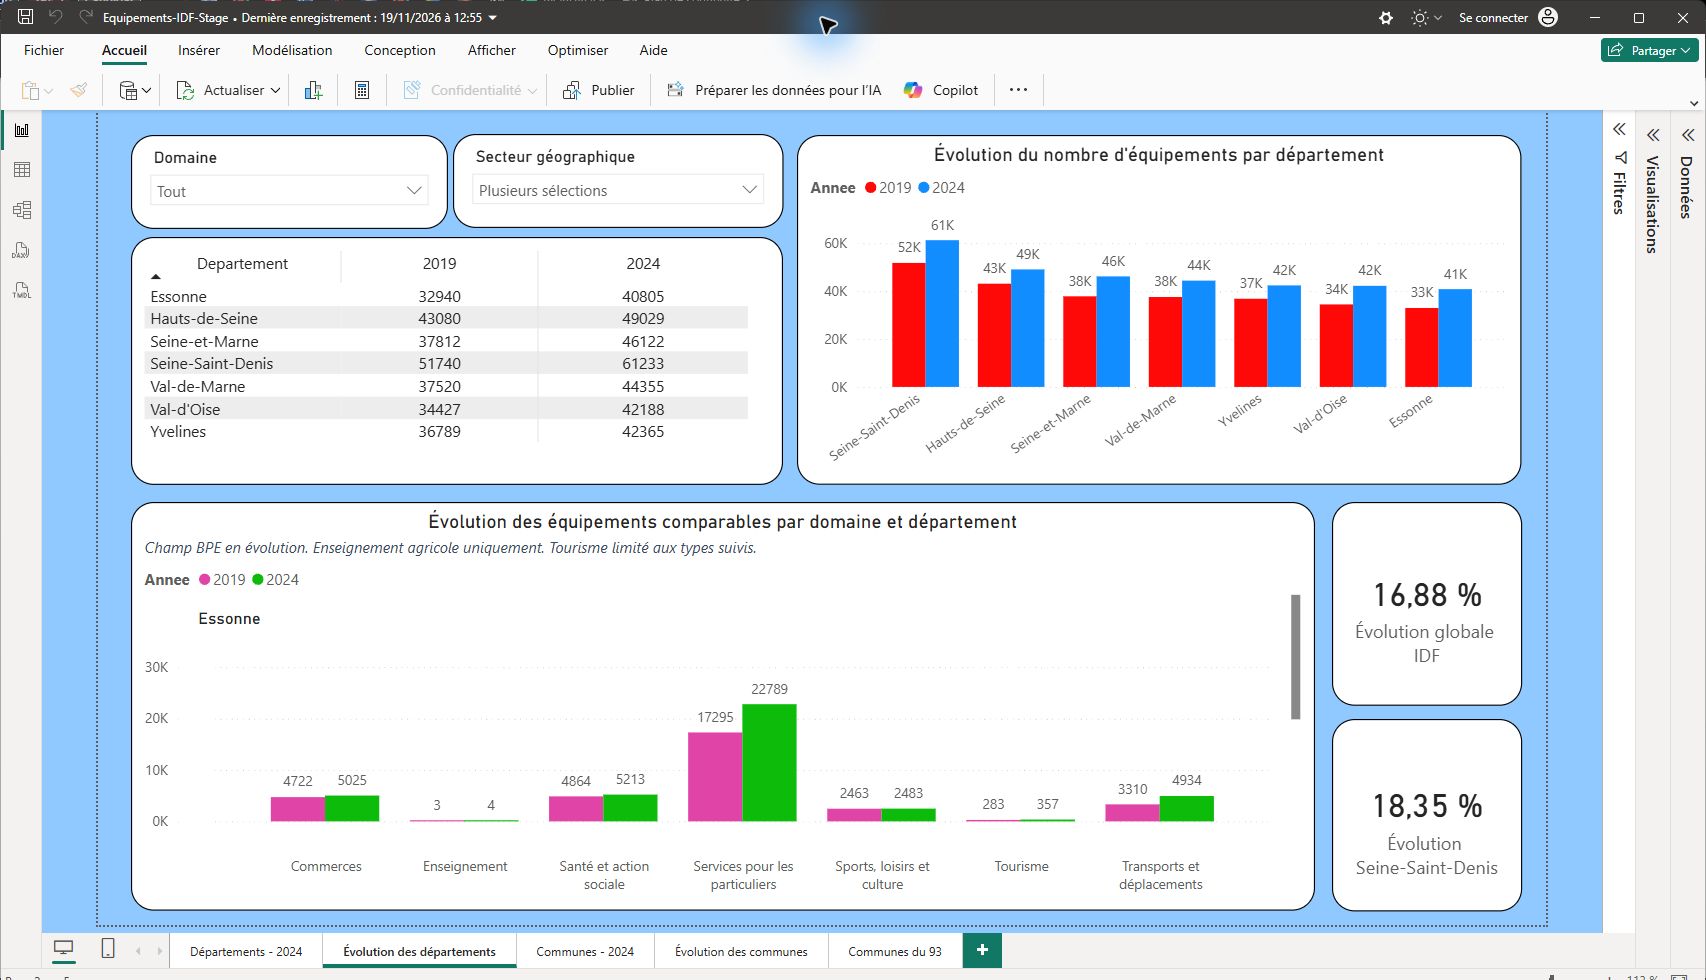 Equipements-IDF-Stage • Dernière enregistrement : 19/11/2026 à 12:55
Se connecter
Fichier
Accueil
Insérer
Modélisation
Conception
Afficher
Optimiser
Aide
Partager
Actualiser
Confidentialité
Publier
Préparer les données pour l'IA
Copilot
DAX
TMDL
Domaine
Tout
Secteur géographique
Plusieurs sélections
Departement 2019 2024
Essonne 32940 40805
Hauts-de-Seine 43080 49029
Seine-et-Marne 37812 46122
Seine-Saint-Denis 51740 61233
Val-de-Marne 37520 44355
Val-d'Oise 34427 42188
Yvelines 36789 42365
Évolution du nombre d'équipements par département
Annee 2019 2024
60K
40K
20K
0K
52K 61K
43K 49K
38K 46K
38K 44K
37K 42K
34K 42K
33K 41K
Seine-Saint-Denis
Hauts-de-Seine
Seine-et-Marne
Val-de-Marne
Yvelines
Val-d'Oise
Essonne
Filtres
Visualisations
Données
Évolution des équipements comparables par domaine et département
Champ BPE en évolution. Enseignement agricole uniquement. Tourisme limité aux types suivis.
Annee 2019 2024
Essonne
30K
20K
10K
0K
4722 5025
3 4
4864 5213
17295 22789
2463 2483
283 357
3310 4934
Commerces
Enseignement
Santé et action
sociale
Services pour les
particuliers
Sports, loisirs et
culture
Tourisme
Transports et
déplacements
16,88 %
Évolution globale
IDF
18,35 %
Évolution
Seine-Saint-Denis
Départements - 2024
Évolution des départements
Communes - 2024
Évolution des communes
Communes du 93